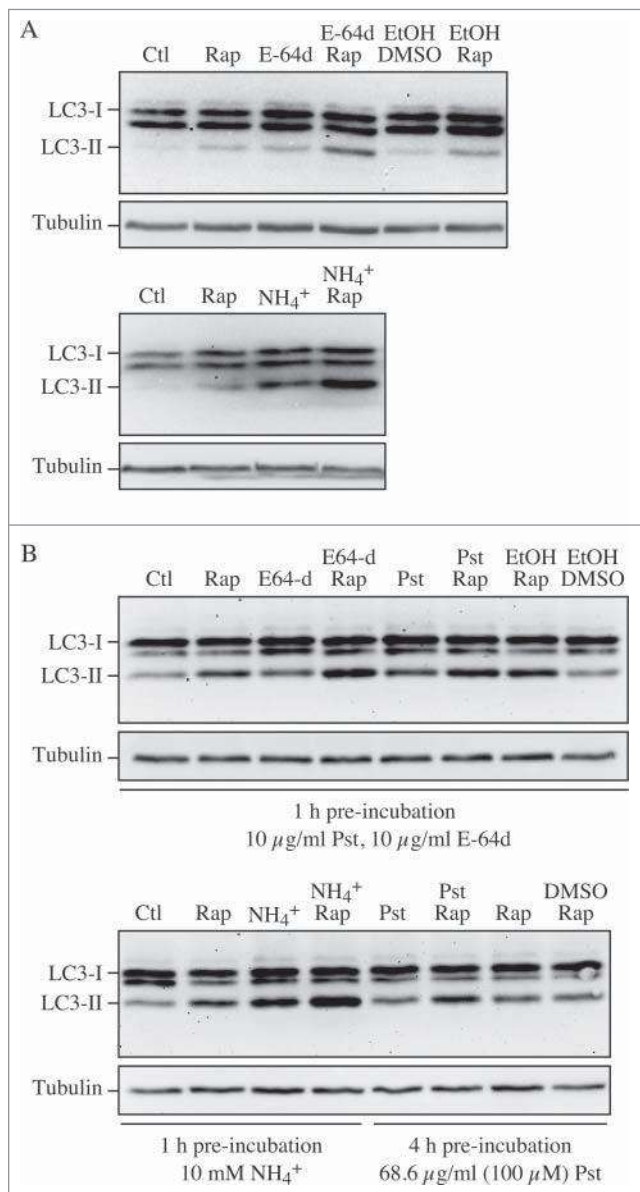 A
E-64d EtOH EtOH
Ctl Rap E-64d Rap DMSO Rap
LC3-I
LC3-II
Tubulin
NH₄⁺
Ctl Rap NH₄⁺ Rap
LC3-I
LC3-II
Tubulin
B
E64-d Pst EtOH EtOH
Ctl Rap E64-d Rap Pst Rap Rap DMSO
LC3-I
LC3-II
Tubulin
1 h pre-incubation
10 µg/ml Pst, 10 µg/ml E-64d
NH₄⁺ Pst DMSO
Ctl Rap NH₄⁺ Rap Pst Rap Rap Rap
LC3-I
LC3-II
Tubulin
1 h pre-incubation 4 h pre-incubation
10 mM NH₄⁺ 68.6 µg/ml (100 µM) Pst